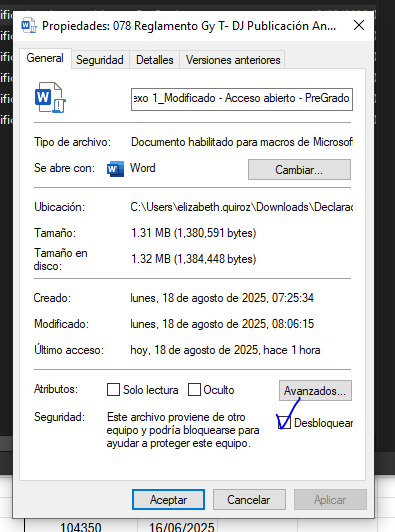 Propiedades: 078 Reglamento Gy T- DJ Publicación An...
General
Seguridad
Detalles
Versiones anteriores
exo 1_Modificado - Acceso abierto - PreGrado
Tipo de archivo: Documento habilitado para macros de Microsoft
Se abre con: Word
Cambiar...
Ubicación: C:\Users\elizabeth.quiroz\Downloads\Declarac
Tamaño: 1.31 MB (1,380,591 bytes)
Tamaño en disco: 1.32 MB (1,384,448 bytes)
Creado: lunes, 18 de agosto de 2025, 07:25:34
Modificado: lunes, 18 de agosto de 2025, 08:06:15
Último acceso: hoy, 18 de agosto de 2025, hace 1 hora
Atributos: Solo lectura Oculto Avanzados...
Seguridad: Este archivo proviene de otro
equipo y podría bloquearse para
ayudar a proteger este equipo.
Desbloquear
Aceptar
Cancelar
Aplicar
104350 16/06/2025